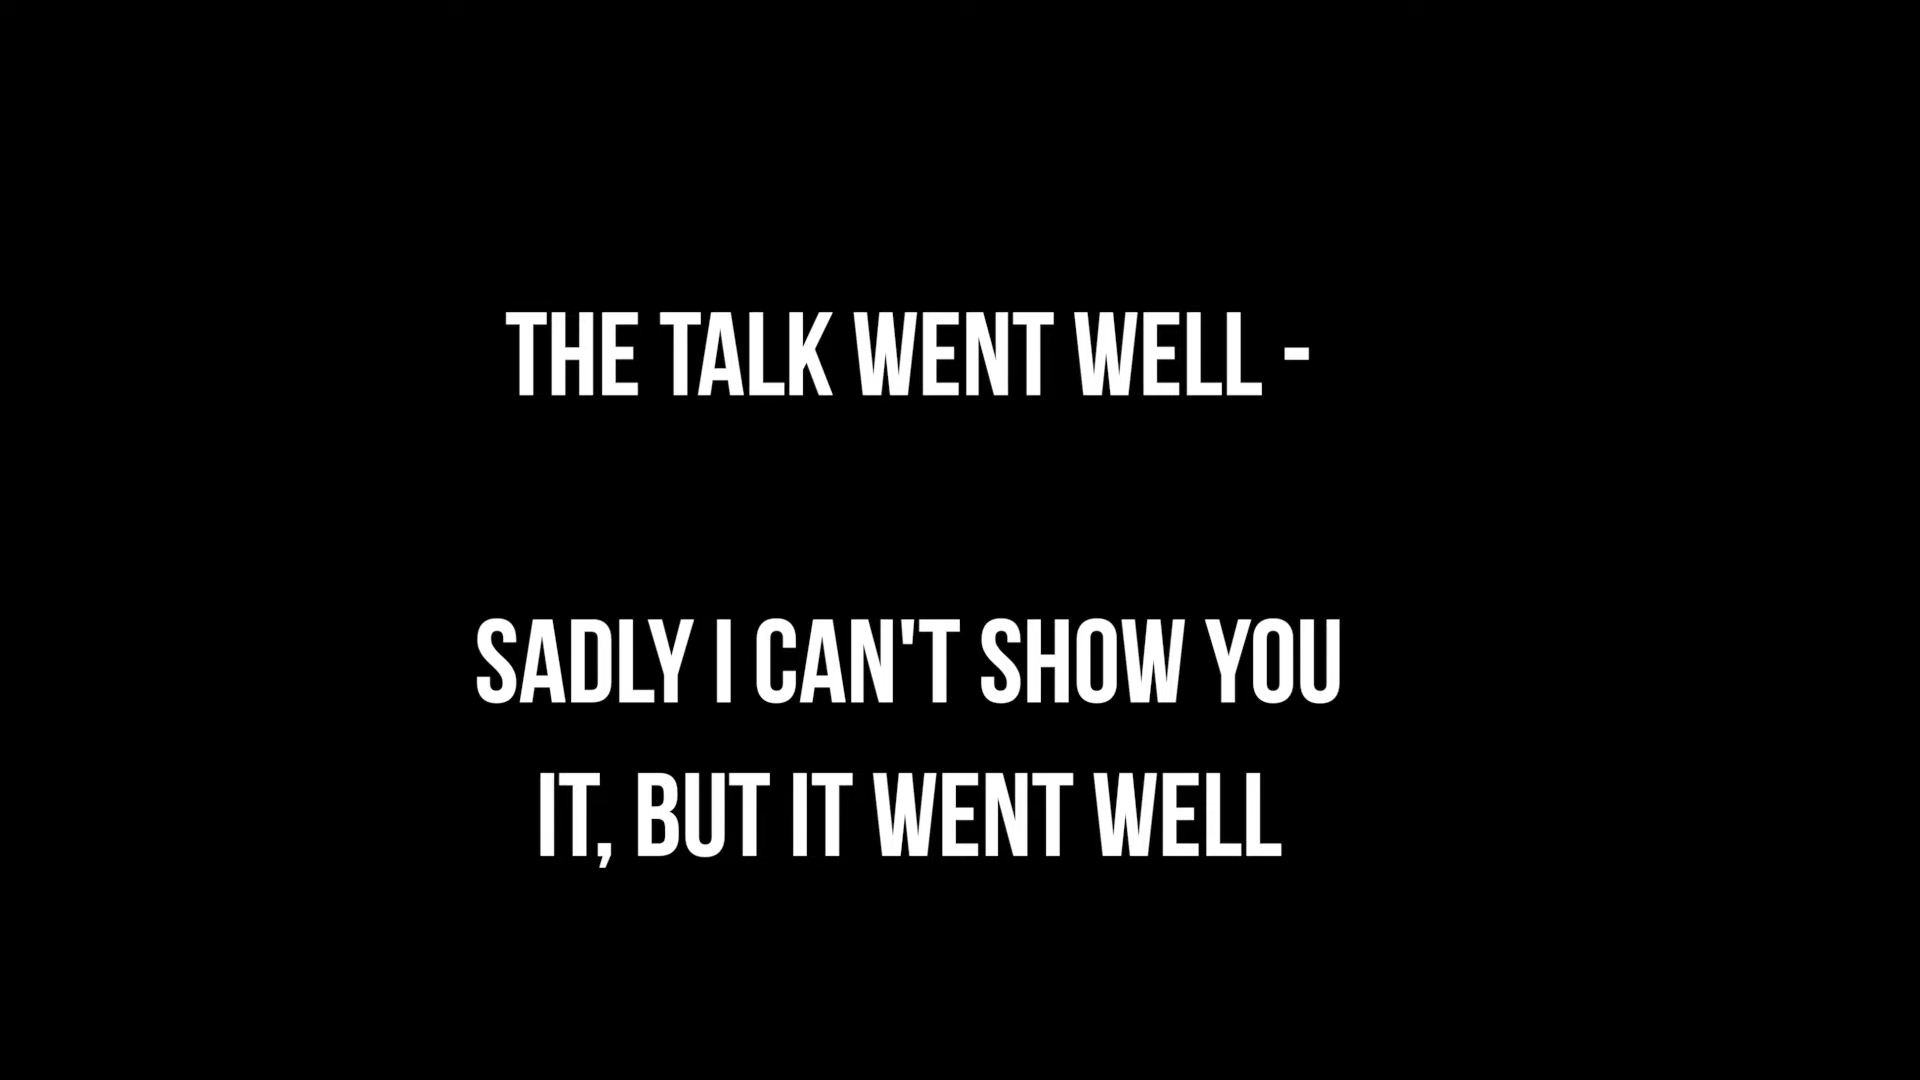 THE TALK WENT WELL -
SADLY I CAN'T SHOW YOU
IT, BUT IT WENT WELL